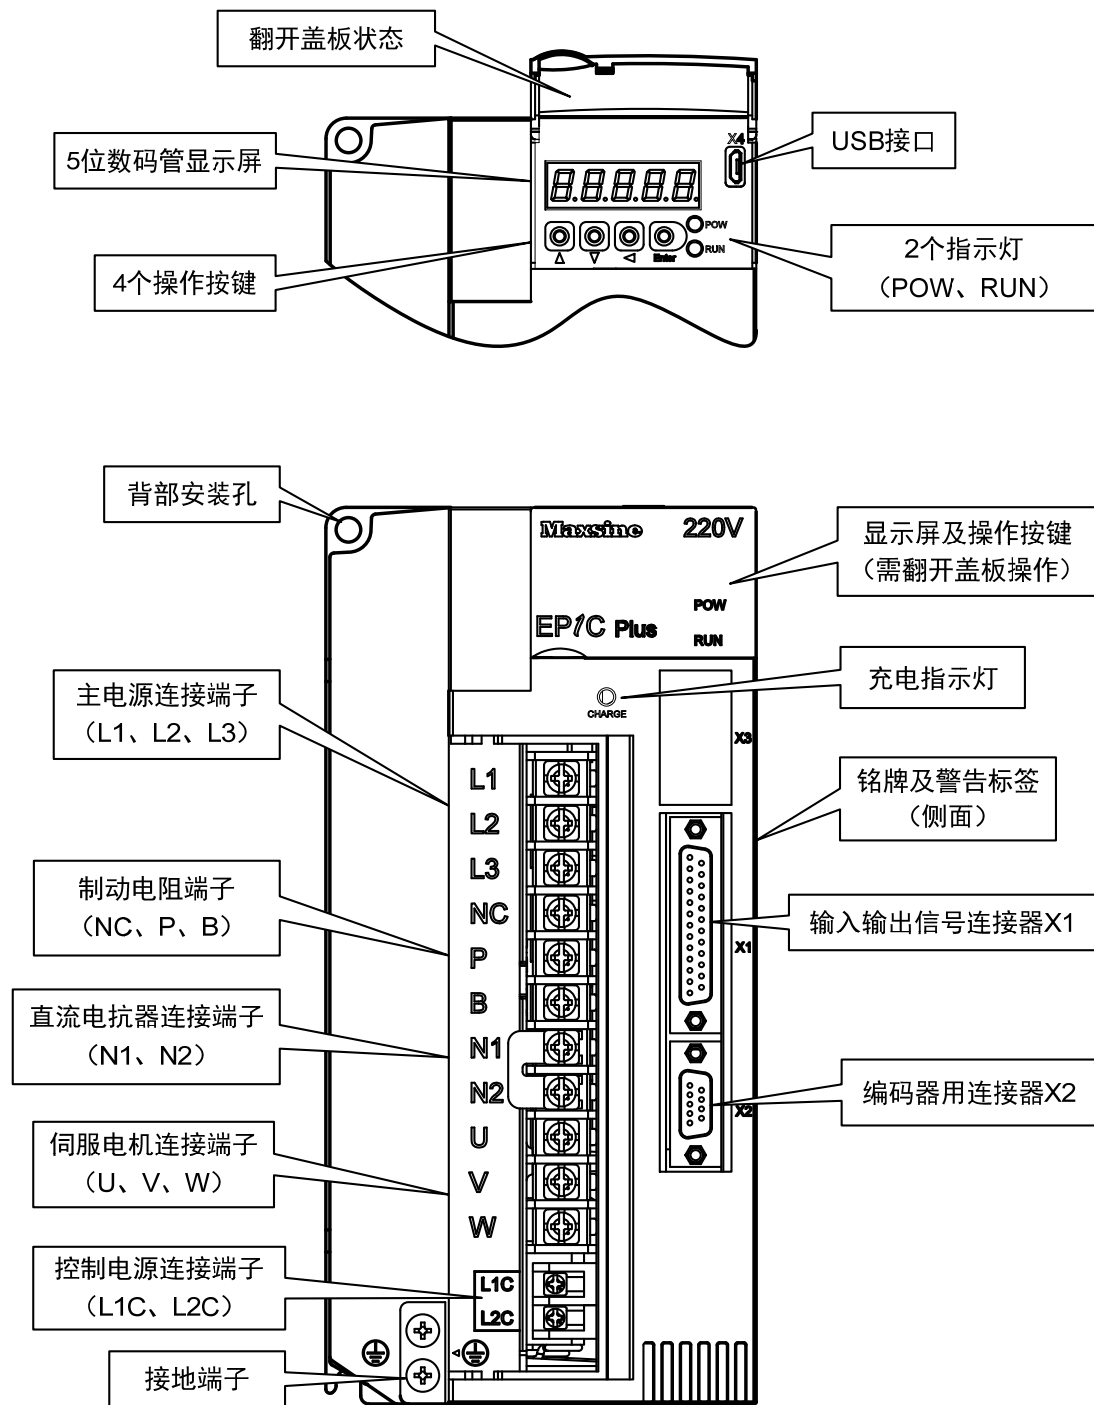 翻开盖板状态
X4
USB接口
5位数码管显示屏
8.8.8.8.8.
POW
RUN
Enter
2个指示灯
（POW、RUN）
4个操作按键
背部安装孔
Maxsine 220V
显示屏及操作按键
（需翻开盖板操作）
POW
EP1C Plus
RUN
主电源连接端子
（L1、L2、L3）
充电指示灯
CHARGE
X3
L1
铭牌及警告标签
（侧面）
L2
L3
制动电阻端子
（NC、P、B）
NC
输入输出信号连接器X1
X1
P
B
直流电抗器连接端子
（N1、N2）
N1
N2
编码器用连接器X2
X2
伺服电机连接端子
（U、V、W）
U
V
W
控制电源连接端子
（L1C、L2C）
L1C
L2C
接地端子